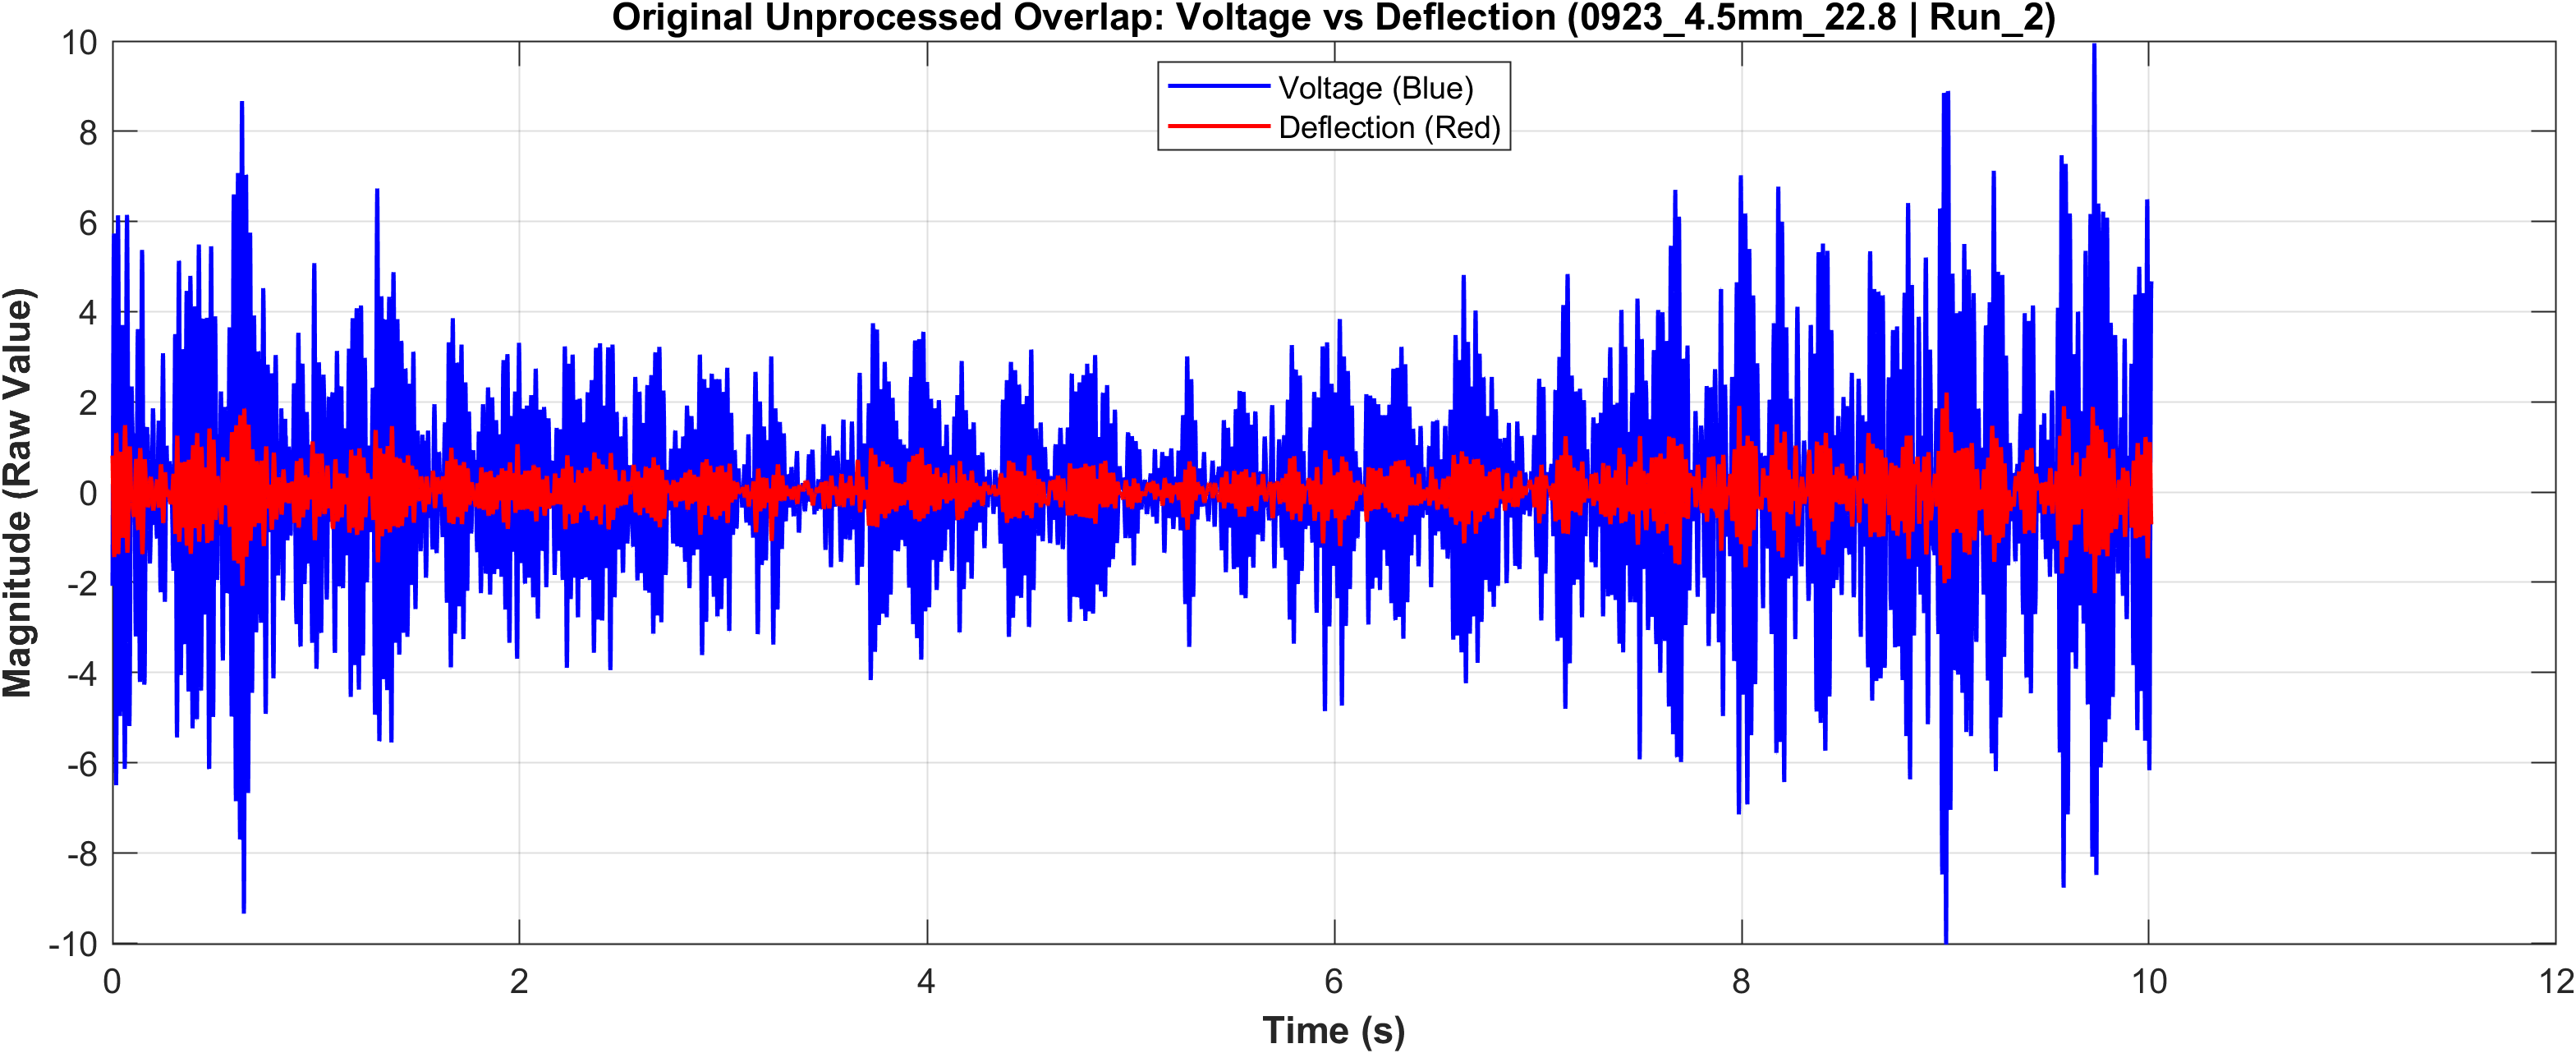 Original Unprocessed Overlap: Voltage vs Deflection (0923_4.5mm_22.8 | Run_2)
Voltage (Blue)
Deflection (Red)
Magnitude (Raw Value)
10
8
6
4
2
0
-2
-4
-6
-8
-10
0 2 4 6 8 10 12
Time (s)